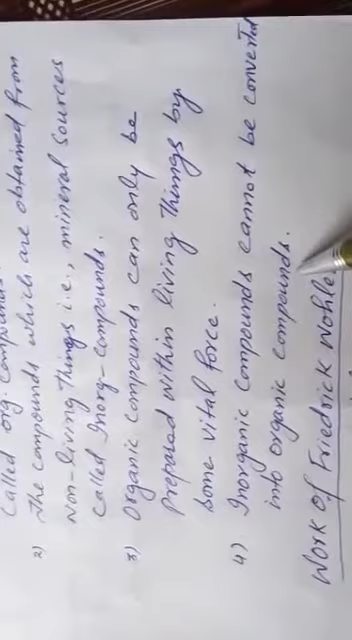 called org. compounds.
2) The compounds which are obtained from
non-living things i.e., mineral sources
called Inorg-compounds.
3) Organic compounds can only be
prepared within living things by
some vital force.
4) Inorganic compounds cannot be converted
into organic compounds.
Work of Friedrick Wohle